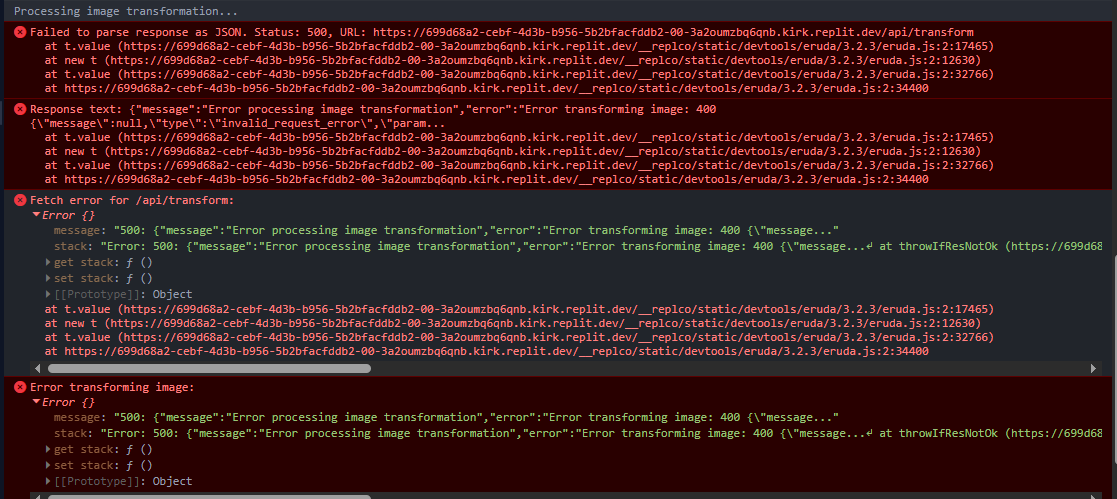 Processing image transformation...
Failed to parse response as JSON. Status: 500, URL: https://699d68a2-cebf-4d3b-b956-5b2bfacfddb2-00-3a2oumzbq6qnb.kirk.replit.dev/api/transform
at t.value (https://699d68a2-cebf-4d3b-b956-5b2bfacfddb2-00-3a2oumzbq6qnb.kirk.replit.dev/__replco/static/devtools/eruda/3.2.3/eruda.js:2:17465)
at new t (https://699d68a2-cebf-4d3b-b956-5b2bfacfddb2-00-3a2oumzbq6qnb.kirk.replit.dev/__replco/static/devtools/eruda/3.2.3/eruda.js:2:12630)
at t.value (https://699d68a2-cebf-4d3b-b956-5b2bfacfddb2-00-3a2oumzbq6qnb.kirk.replit.dev/__replco/static/devtools/eruda/3.2.3/eruda.js:2:32766)
at https://699d68a2-cebf-4d3b-b956-5b2bfacfddb2-00-3a2oumzbq6qnb.kirk.replit.dev/__replco/static/devtools/eruda/3.2.3/eruda.js:2:34400
Response text: {"message":"Error processing image transformation","error":"Error transforming image: 400
{\"message\":null,\"type\":\"invalid_request_error\",\"param...
at t.value (https://699d68a2-cebf-4d3b-b956-5b2bfacfddb2-00-3a2oumzbq6qnb.kirk.replit.dev/__replco/static/devtools/eruda/3.2.3/eruda.js:2:17465)
at new t (https://699d68a2-cebf-4d3b-b956-5b2bfacfddb2-00-3a2oumzbq6qnb.kirk.replit.dev/__replco/static/devtools/eruda/3.2.3/eruda.js:2:12630)
at t.value (https://699d68a2-cebf-4d3b-b956-5b2bfacfddb2-00-3a2oumzbq6qnb.kirk.replit.dev/__replco/static/devtools/eruda/3.2.3/eruda.js:2:32766)
at https://699d68a2-cebf-4d3b-b956-5b2bfacfddb2-00-3a2oumzbq6qnb.kirk.replit.dev/__replco/static/devtools/eruda/3.2.3/eruda.js:2:34400
Fetch error for /api/transform:
Error {}
message: "500: {"message":"Error processing image transformation","error":"Error transforming image: 400 {\"message..."
stack: "Error: 500: {"message":"Error processing image transformation","error":"Error transforming image: 400 {\"message...↵ at throwIfResNotOk (https://699d68
get stack: ƒ ()
set stack: ƒ ()
[[Prototype]]: Object
at t.value (https://699d68a2-cebf-4d3b-b956-5b2bfacfddb2-00-3a2oumzbq6qnb.kirk.replit.dev/__replco/static/devtools/eruda/3.2.3/eruda.js:2:17465)
at new t (https://699d68a2-cebf-4d3b-b956-5b2bfacfddb2-00-3a2oumzbq6qnb.kirk.replit.dev/__replco/static/devtools/eruda/3.2.3/eruda.js:2:12630)
at t.value (https://699d68a2-cebf-4d3b-b956-5b2bfacfddb2-00-3a2oumzbq6qnb.kirk.replit.dev/__replco/static/devtools/eruda/3.2.3/eruda.js:2:32766)
at https://699d68a2-cebf-4d3b-b956-5b2bfacfddb2-00-3a2oumzbq6qnb.kirk.replit.dev/__replco/static/devtools/eruda/3.2.3/eruda.js:2:34400
Error transforming image:
Error {}
message: "500: {"message":"Error processing image transformation","error":"Error transforming image: 400 {\"message..."
stack: "Error: 500: {"message":"Error processing image transformation","error":"Error transforming image: 400 {\"message...↵ at throwIfResNotOk (https://699d68
get stack: ƒ ()
set stack: ƒ ()
[[Prototype]]: Object